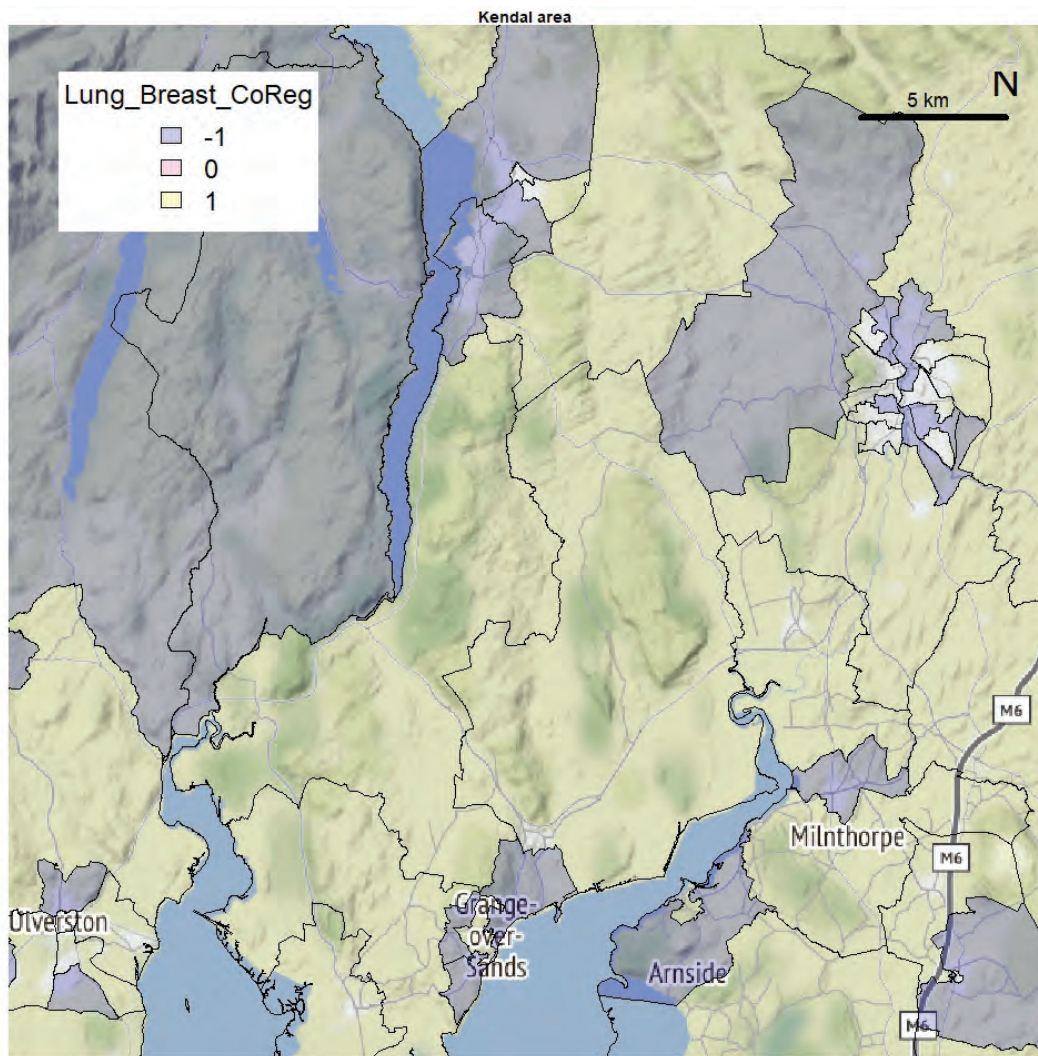 Kendal area
Lung_Breast_CoReg
-1
0
1
N
5 km
M6
Milnthorpe
M6
Ulverston
Grange-
over-
Sands
Arnside
M6